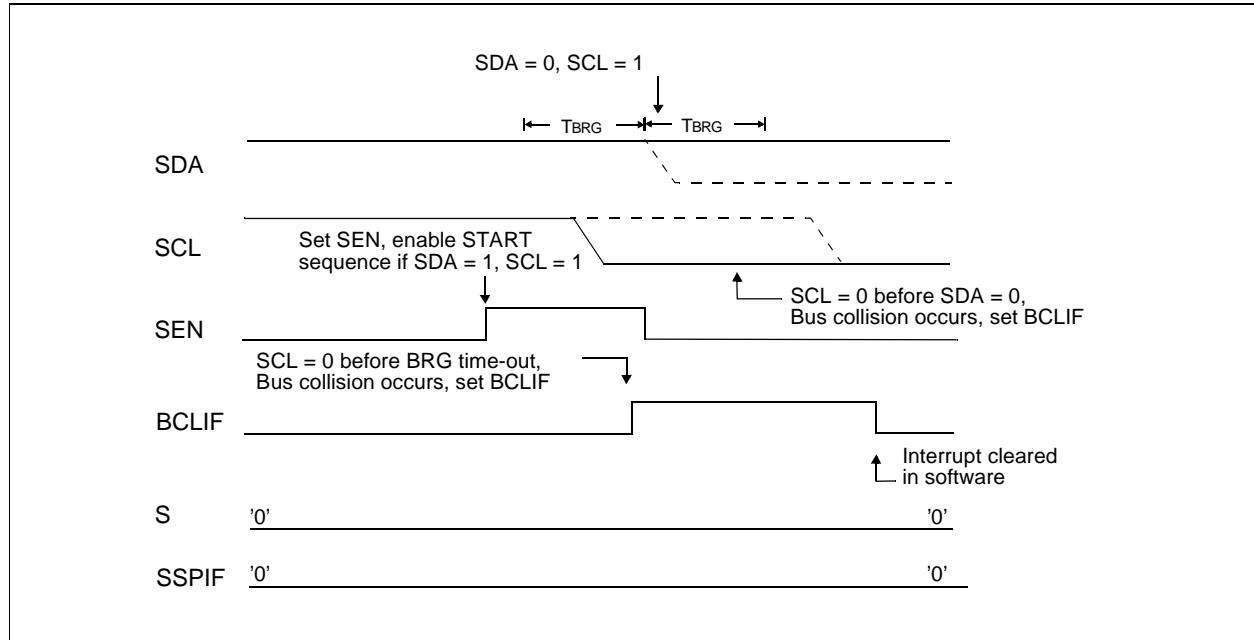 SDA = 0, SCL = 1
TBRG TBRG
SDA
SCL
Set SEN, enable START
sequence if SDA = 1, SCL = 1
SCL = 0 before SDA = 0,
Bus collision occurs, set BCLIF
SEN
SCL = 0 before BRG time-out,
Bus collision occurs, set BCLIF
BCLIF
Interrupt cleared
in software
S '0' '0'
SSPIF '0' '0'